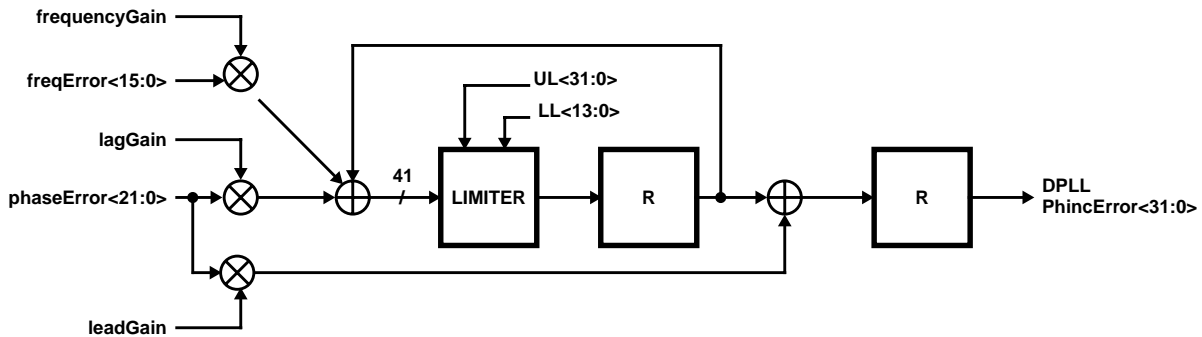 frequencyGain
freqError<15:0>
UL<31:0>
LL<13:0>
lagGain
41
phaseError<21:0>
LIMITER
R
R
DPLL
PhincError<31:0>
leadGain